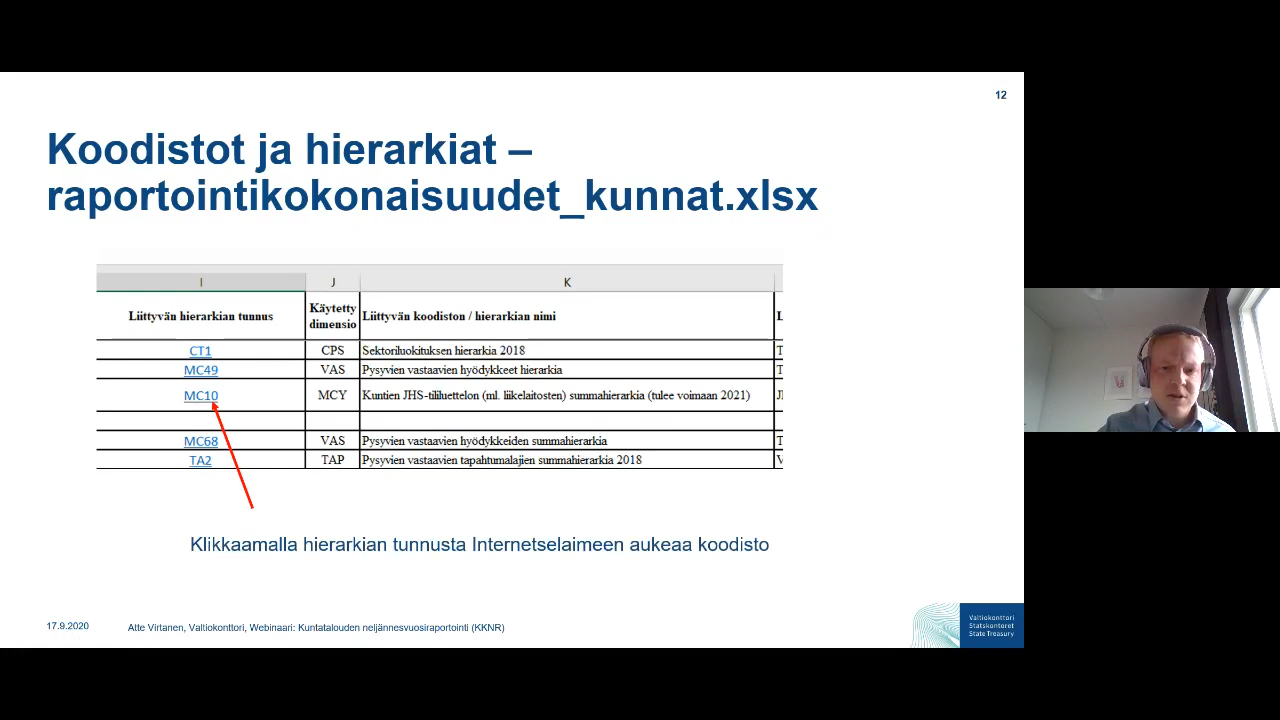 12
Koodistot ja hierarkiat –
raportointikokonaisuudet_kunnat.xlsx
I J K
Liittyvän hierarkian tunnus Käytetty dimensio Liittyvän koodiston / hierarkian nimi L
CT1 CPS Sektoriluokituksen hierarkia 2018 T
MC49 VAS Pysyvien vastaavien hyödykkeet hierarkia T
MC10 MCY Kuntien JHS-tililuettelon (ml. liikelaitosten) summahierarkia (tulee voimaan 2021)
MC68 VAS Pysyvien vastaavien hyödykkeiden summahierarkia T
TA2 TAP Pysyvien vastaavien tapahtumalajien summahierarkia 2018 V
Klikkaamalla hierarkian tunnusta Internetselaimeen aukeaa koodisto
17.9.2020 Atte Virtanen, Valtiokonttori, Webinaari: Kuntatalouden neljännesvuosiraportointi (KKNR)
Valtiokonttori
Statskontoret
State Treasury